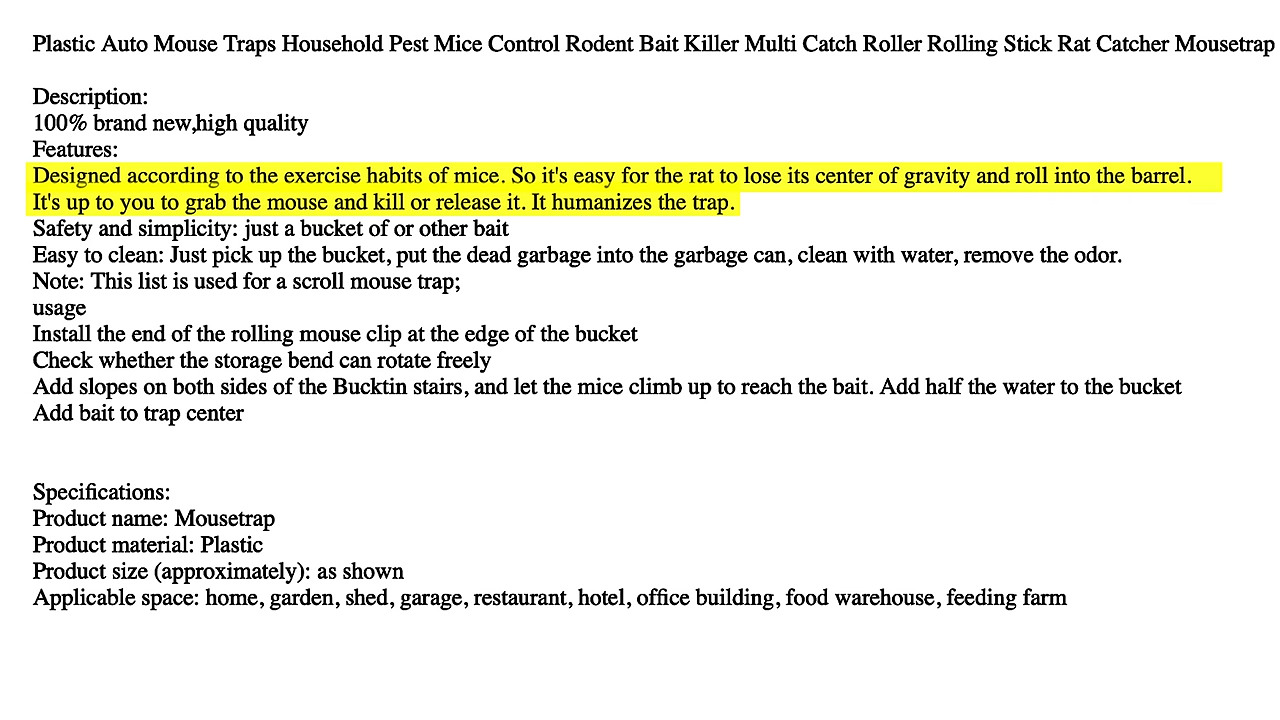 Plastic Auto Mouse Traps Household Pest Mice Control Rodent Bait Killer Multi Catch Roller Rolling Stick Rat Catcher Mousetrap
Description:
100% brand new,high quality
Features:
Designed according to the exercise habits of mice. So it's easy for the rat to lose its center of gravity and roll into the barrel.
It's up to you to grab the mouse and kill or release it. It humanizes the trap.
Safety and simplicity: just a bucket of or other bait
Easy to clean: Just pick up the bucket, put the dead garbage into the garbage can, clean with water, remove the odor.
Note: This list is used for a scroll mouse trap;
usage
Install the end of the rolling mouse clip at the edge of the bucket
Check whether the storage bend can rotate freely
Add slopes on both sides of the Bucktin stairs, and let the mice climb up to reach the bait. Add half the water to the bucket
Add bait to trap center
Specifications:
Product name: Mousetrap
Product material: Plastic
Product size (approximately): as shown
Applicable space: home, garden, shed, garage, restaurant, hotel, office building, food warehouse, feeding farm